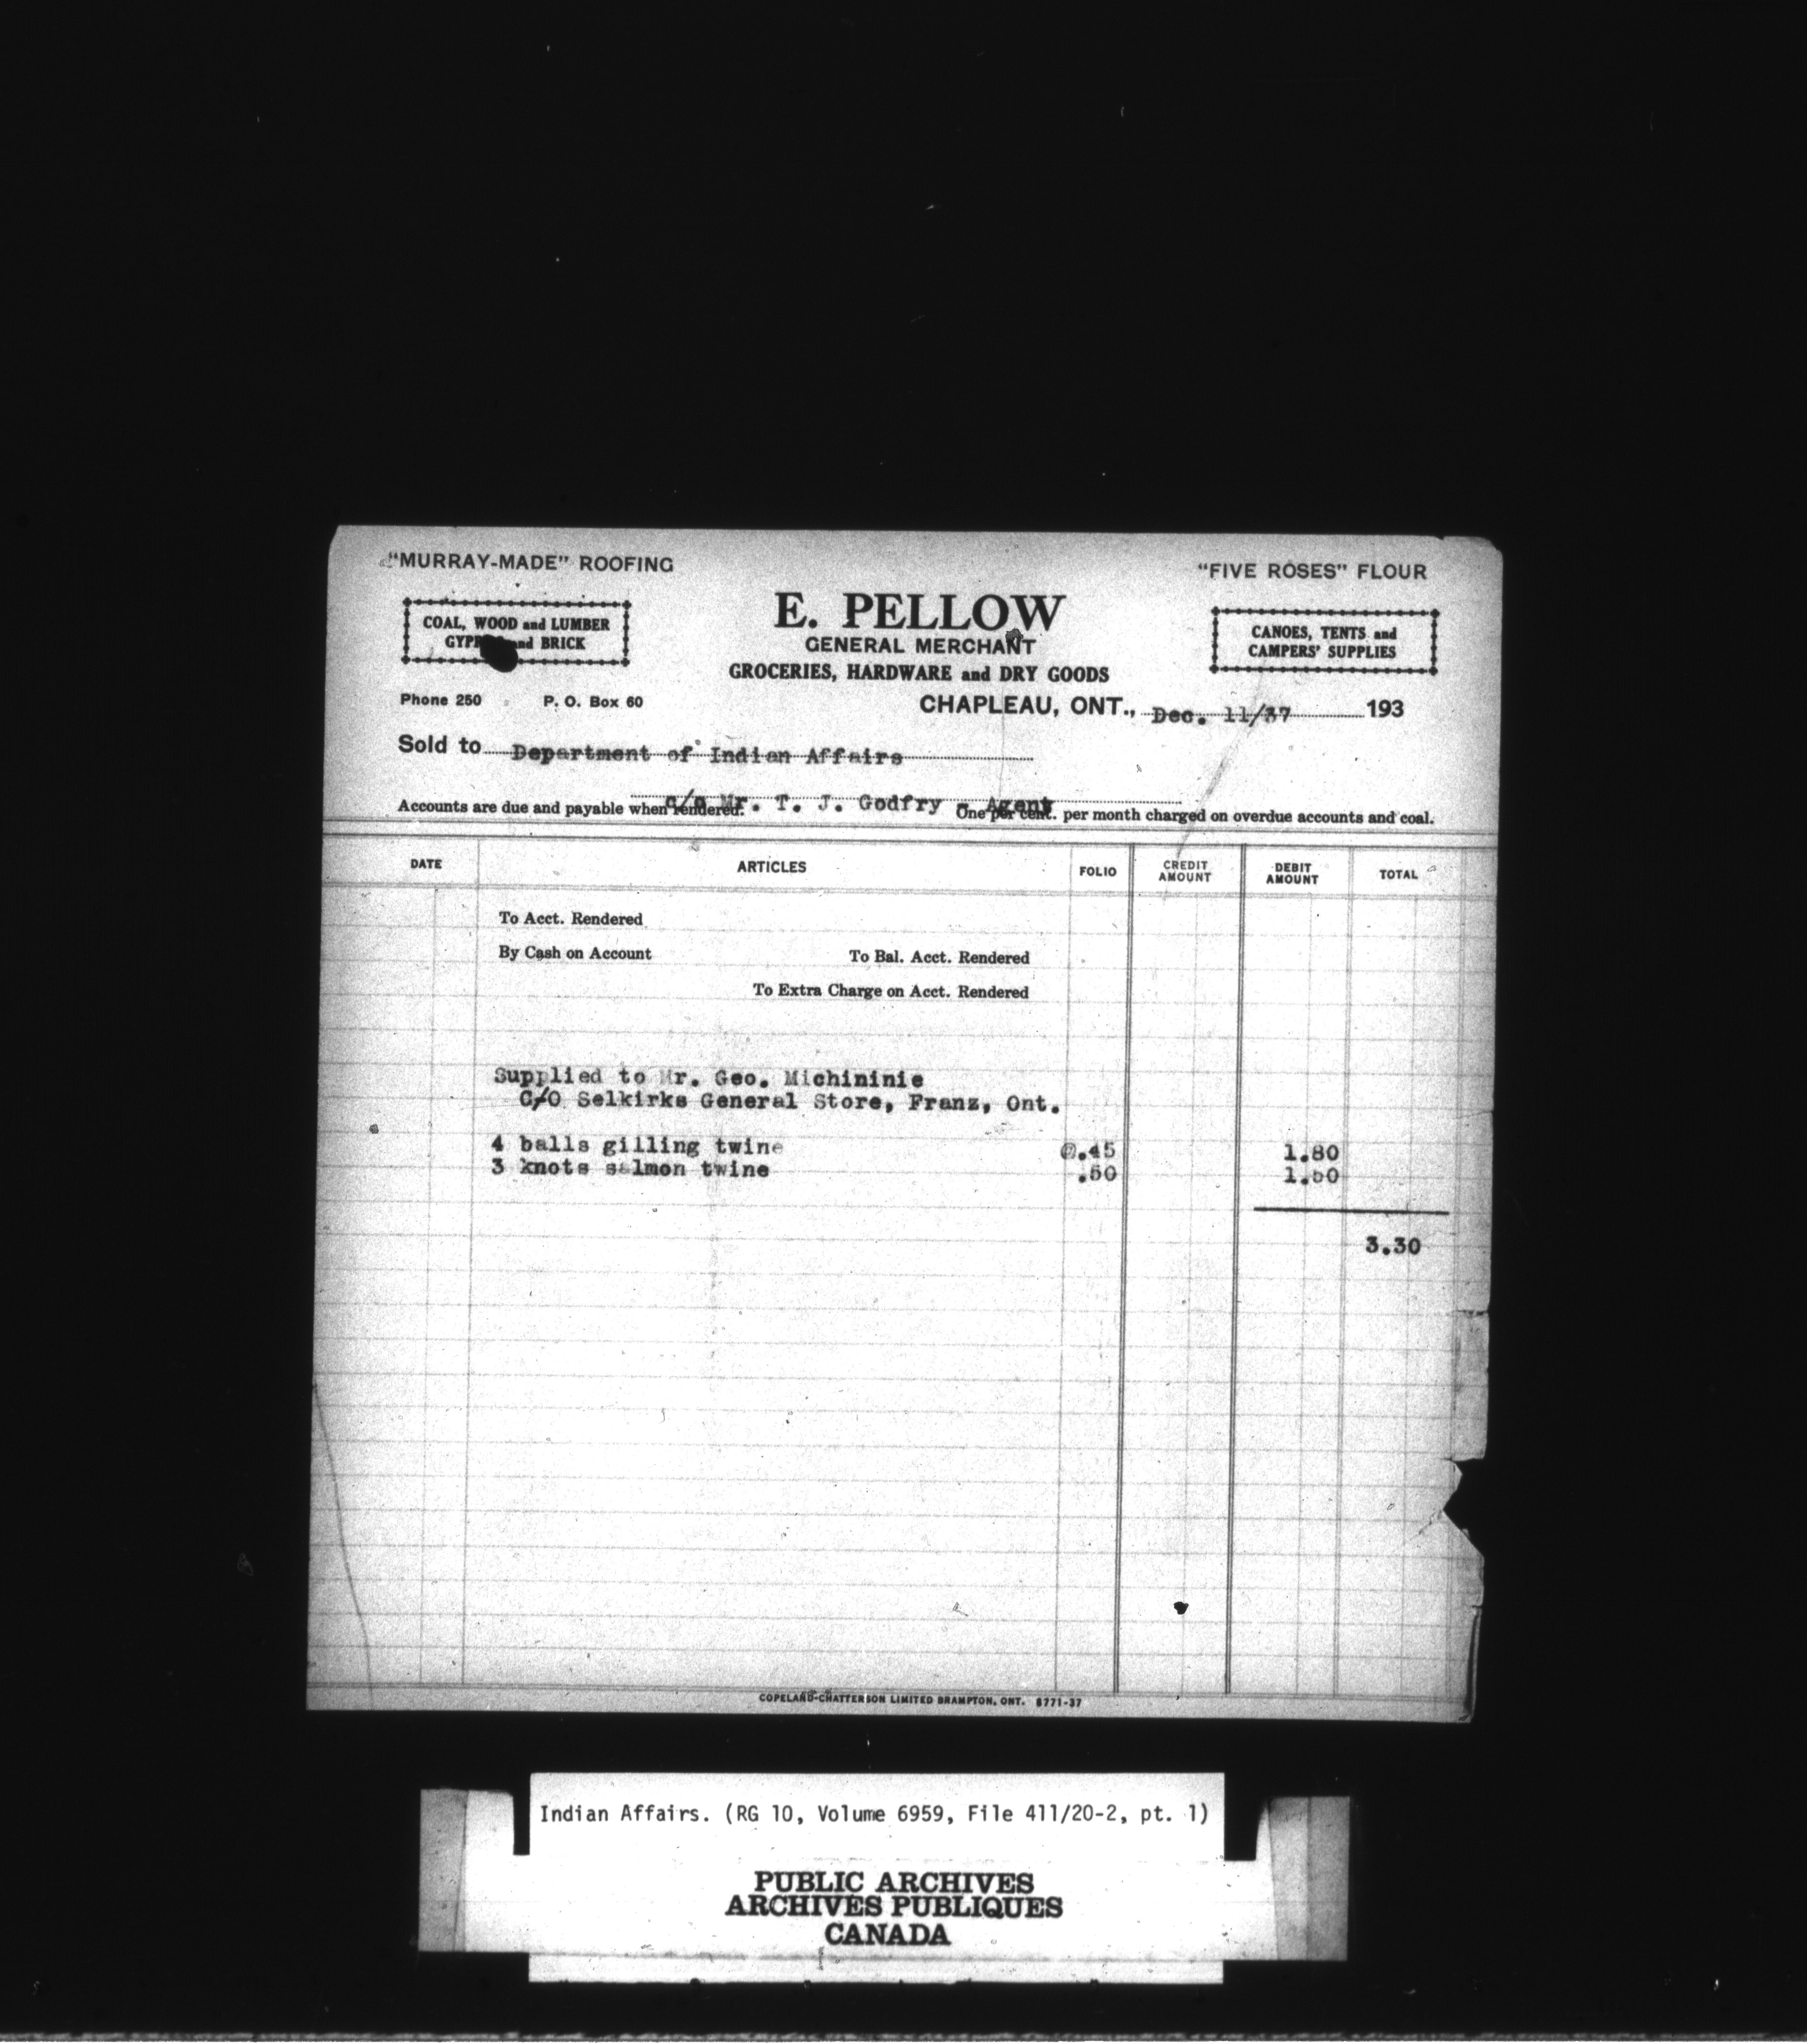 "MURRAY-MADE" ROOFING
"FIVE ROSES" FLOUR
COAL, WOOD and LUMBER
and BRICK
E. PELLOW
GENERAL MERCHANT
GROCERIES, HARDWARE and DRY GOODS
CANOES, TENTS and
CAMPERS' SUPPLIES
Phone 250 P. O. Box 60
CHAPLEAU, ONT., Dec. 11/37 193
Sold to Department of Indian Affairs
c/o Mr. T. J. Godfry - Agent
Accounts are due and payable when rendered. One per cent. per month charged on overdue accounts and coal.
DATE ARTICLES FOLIO CREDIT AMOUNT DEBIT AMOUNT TOTAL
To Acct. Rendered
By Cash on Account To Bal. Acct. Rendered
To Extra Charge on Acct. Rendered
Supplied to Mr. Geo. Michininie
C/O Selkirks General Store, Franz, Ont.
4 balls gilling twine @.45 1.80
3 knots salmon twine .50 1.50
3.30
COPELAND-CHATTERSON LIMITED BRAMPTON, ONT. 8771-37
Indian Affairs. (RG 10, Volume 6959, File 411/20-2, pt. 1)
PUBLIC ARCHIVES
ARCHIVES PUBLIQUES
CANADA